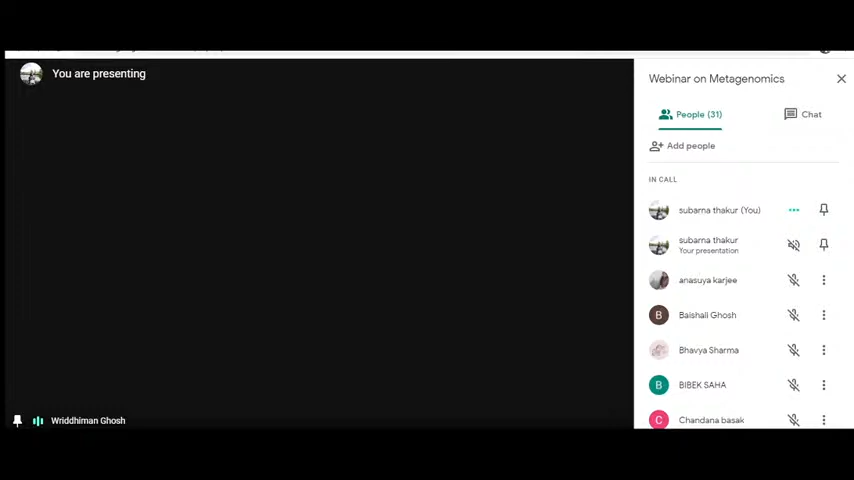 You are presenting
Webinar on Metagenomics
People (31)
Chat
Add people
IN CALL
subarna thakur (You)
subarna thakur
Your presentation
anasuya karjee
B
Baishali Ghosh
Bhavya Sharma
B
BIBEK SAHA
C
Chandana basak
Wriddhiman Ghosh